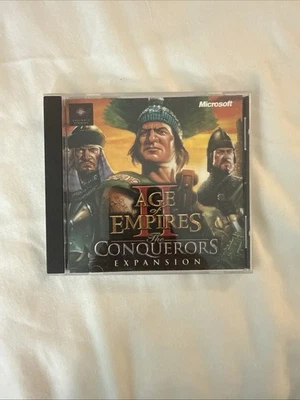 Microsoft
AGE
of
EMPIRES
II
The
CONQUERORS
EXPANSION